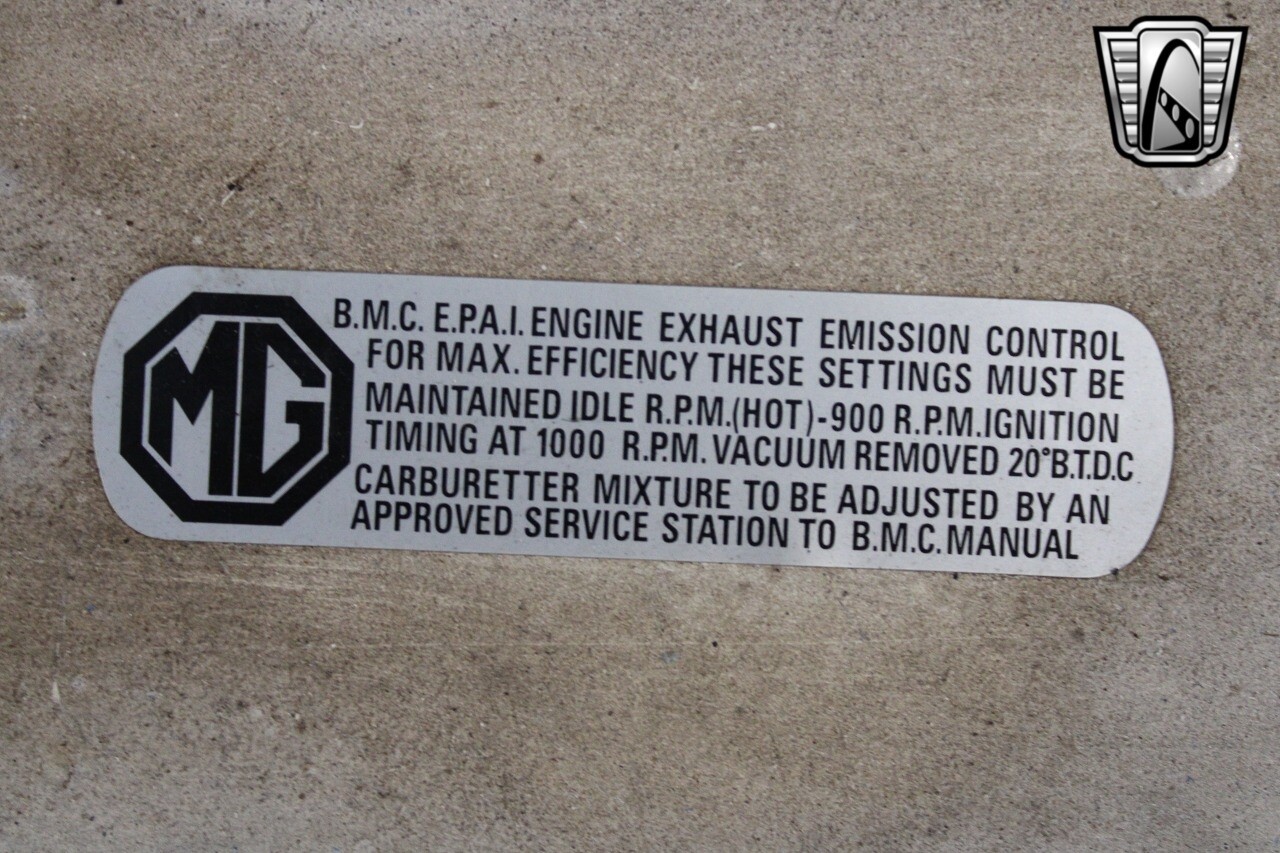 MG
B.M.C. E.P.A.I. ENGINE EXHAUST EMISSION CONTROL
FOR MAX. EFFICIENCY THESE SETTINGS MUST BE
MAINTAINED IDLE R.P.M.(HOT)-900 R.P.M.IGNITION
TIMING AT 1000 R.P.M. VACUUM REMOVED 20°B.T.D.C
CARBURETTER MIXTURE TO BE ADJUSTED BY AN
APPROVED SERVICE STATION TO B.M.C. MANUAL